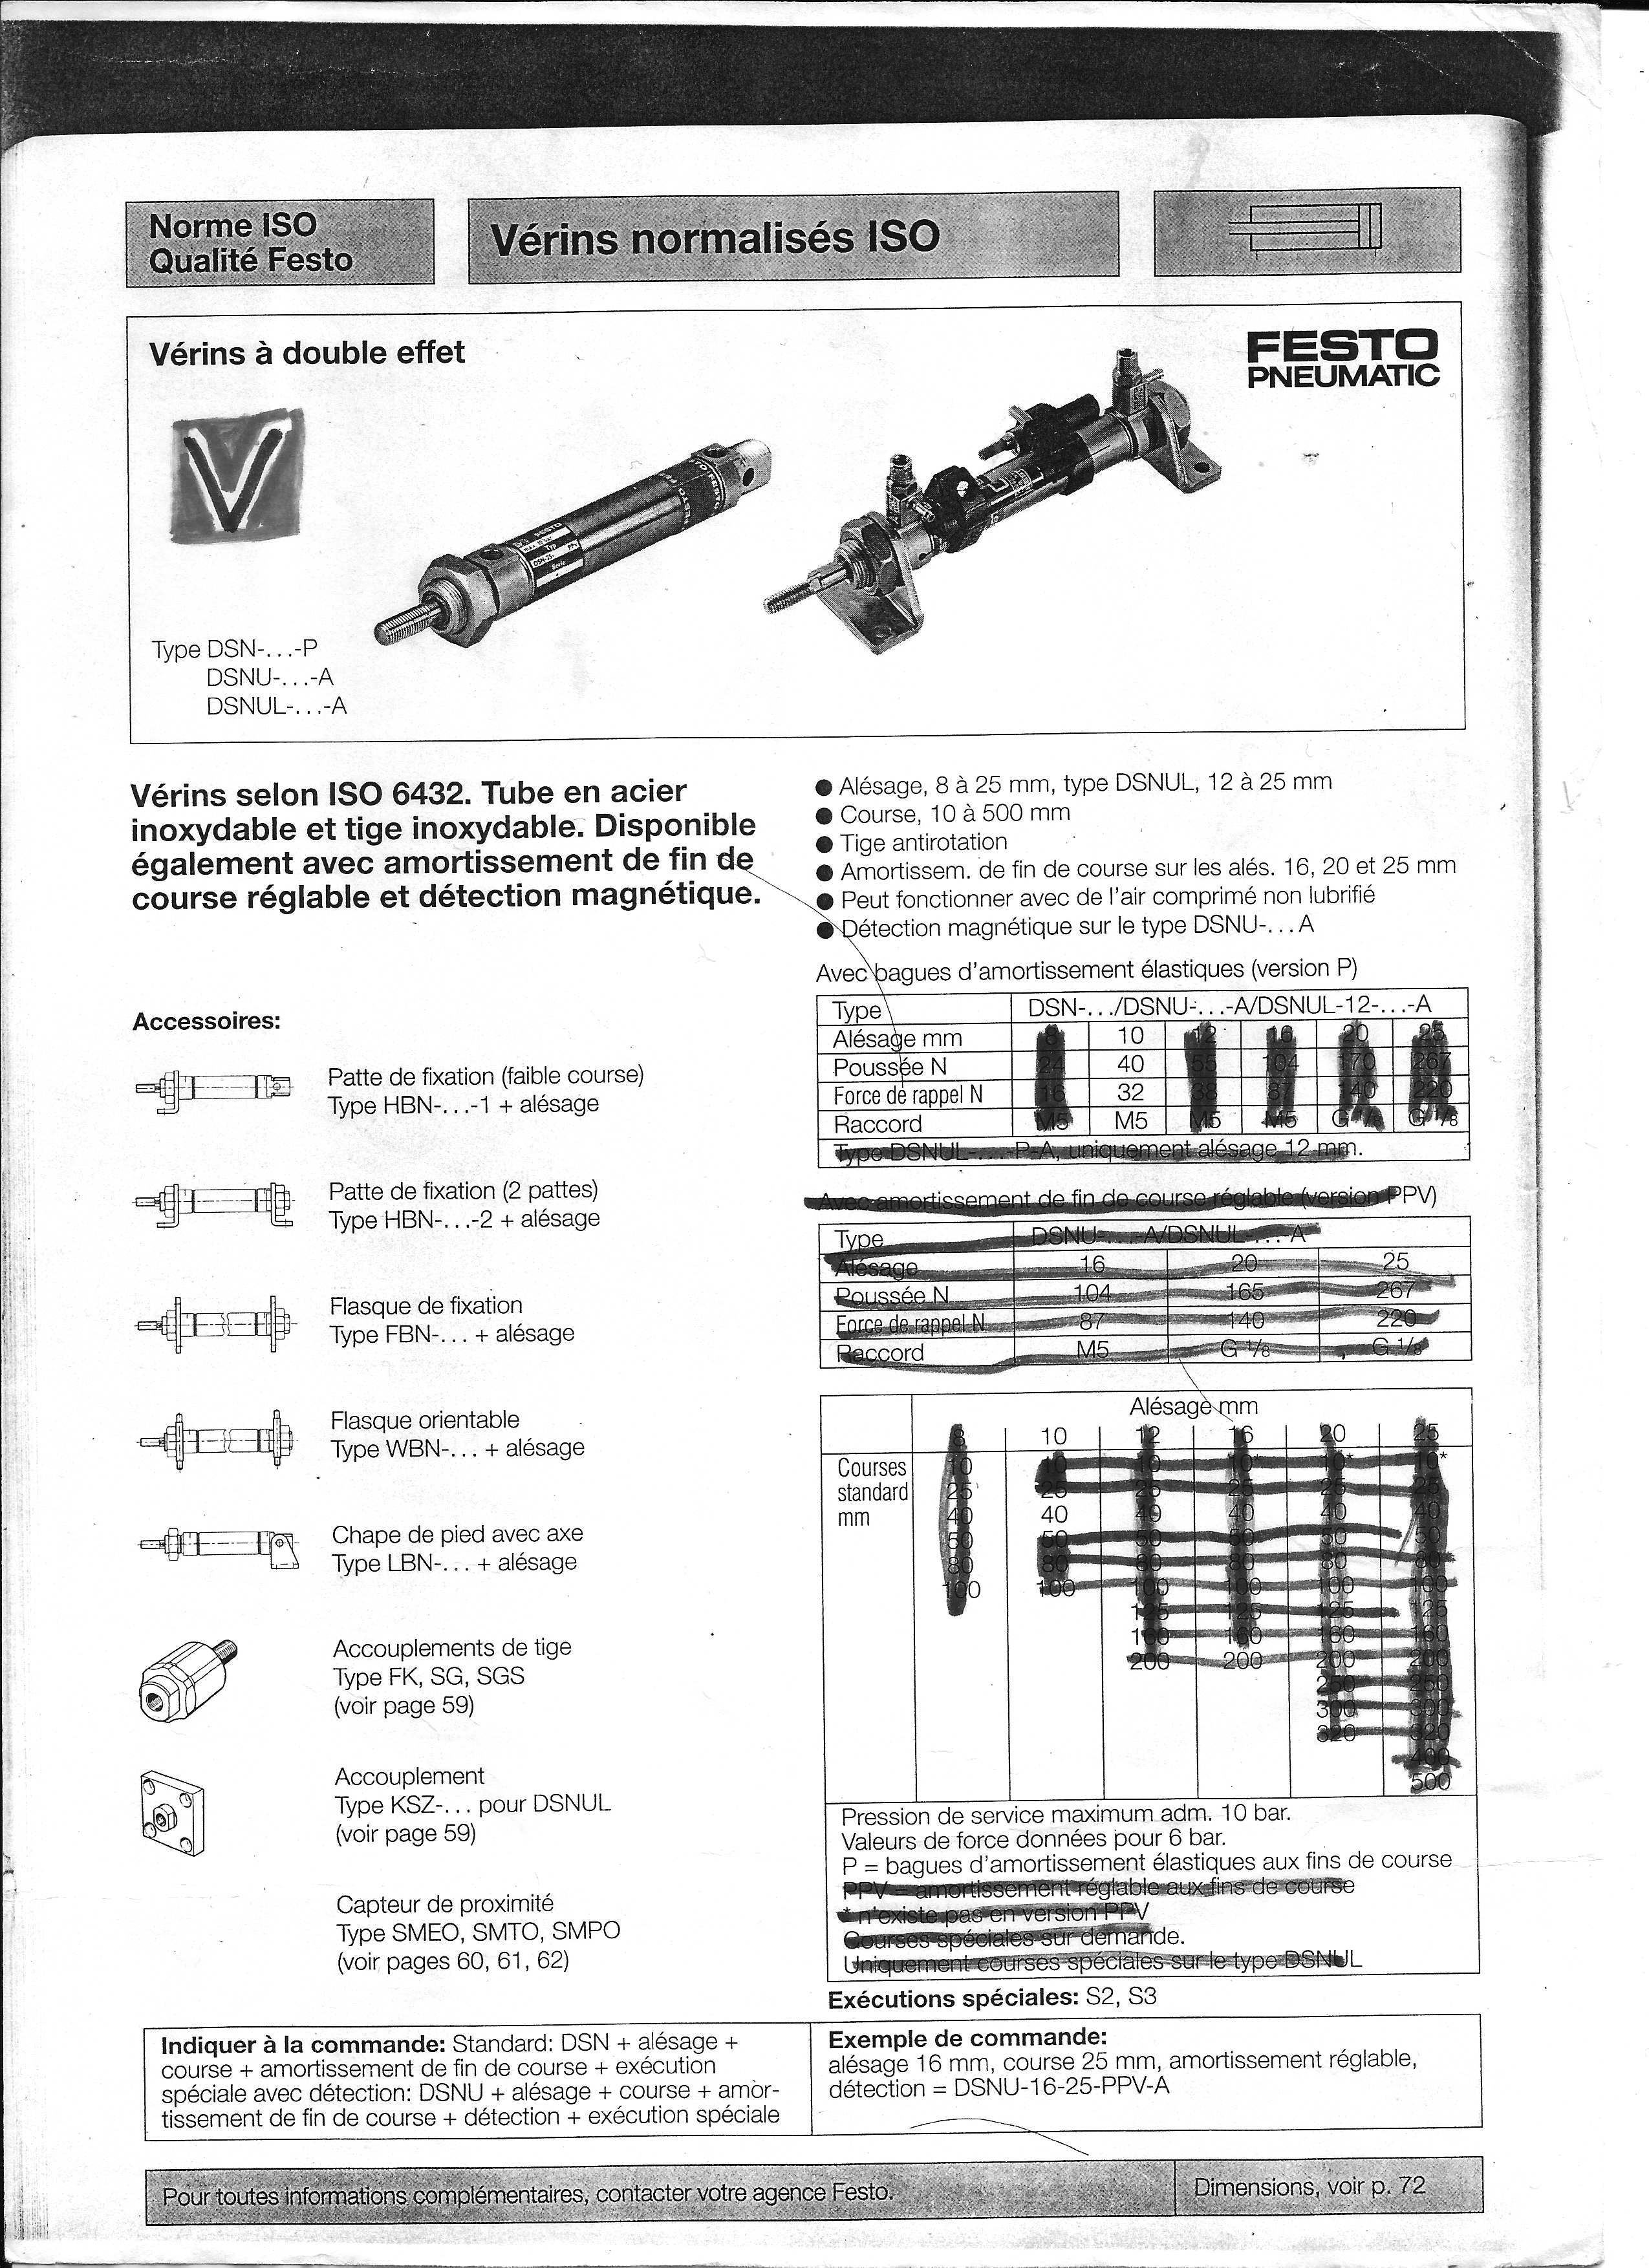 Norme ISO
Qualité Festo
Vérins normalisés ISO
Vérins à double effet
FESTO
PNEUMATIC
V
Type DSN-...-P
DSNU-...-A
DSNUL-...-A
Vérins selon ISO 6432. Tube en acier
inoxydable et tige inoxydable. Disponible
également avec amortissement de fin de
course réglable et détection magnétique.
● Alésage, 8 à 25 mm, type DSNUL, 12 à 25 mm
● Course, 10 à 500 mm
● Tige antirotation
● Amortissem. de fin de course sur les alés. 16, 20 et 25 mm
● Peut fonctionner avec de l'air comprimé non lubrifié
● Détection magnétique sur le type DSNU-...A
Avec bagues d'amortissement élastiques (version P)
Type DSN-.../DSNU-...-A/DSNUL-12-...-A
Alésage mm 8 10 12 16 20 25
Poussée N 24 40 55 104 170 267
Force de rappel N 16 32 38 87 140 220
Raccord M5 M5 M5 M5 G 1/8 G 1/8
Type DSNUL-...-P-A, uniquement alésage 12 mm.
Avec amortissement de fin de course réglable (version PPV)
Type DSNU-...-A/DSNUL-...-A
Alésage 16 20 25
Poussée N 104 165 267
Force de rappel N 87 140 220
Raccord M5 G 1/8 G 1/8
Alésage mm
8 10 12 16 20 25
Courses 10 10 10 10* 10* 10*
standard 25 25 25 25 25 25
mm 40 40 40 40 40 40
50 50 50 50 50 50
80 80 80 80 80 80
100 100 100 100 100 100
125 125 125 125
160 160 160 160
200 200 200 200
250 250
300 300
320 320
400
500
Pression de service maximum adm. 10 bar.
Valeurs de force données pour 6 bar.
P = bagues d'amortissement élastiques aux fins de course
PPV = amortissement réglable aux fins de course
* n'existe pas en version PPV
Courses spéciales sur demande.
Uniquement courses spéciales sur le type DSNUL
Exécutions spéciales: S2, S3
Accessoires:
Patte de fixation (faible course)
Type HBN-...-1 + alésage
Patte de fixation (2 pattes)
Type HBN-...-2 + alésage
Flasque de fixation
Type FBN-... + alésage
Flasque orientable
Type WBN-... + alésage
Chape de pied avec axe
Type LBN-... + alésage
Accouplements de tige
Type FK, SG, SGS
(voir page 59)
Accouplement
Type KSZ-... pour DSNUL
(voir page 59)
Capteur de proximité
Type SMEO, SMTO, SMPO
(voir pages 60, 61, 62)
Indiquer à la commande: Standard: DSN + alésage +
course + amortissement de fin de course + exécution
spéciale avec détection: DSNU + alésage + course + amor-
tissement de fin de course + détection + exécution spéciale
Exemple de commande:
alésage 16 mm, course 25 mm, amortissement réglable,
détection = DSNU-16-25-PPV-A
Pour toutes informations complémentaires, contacter votre agence Festo.
Dimensions, voir p. 72